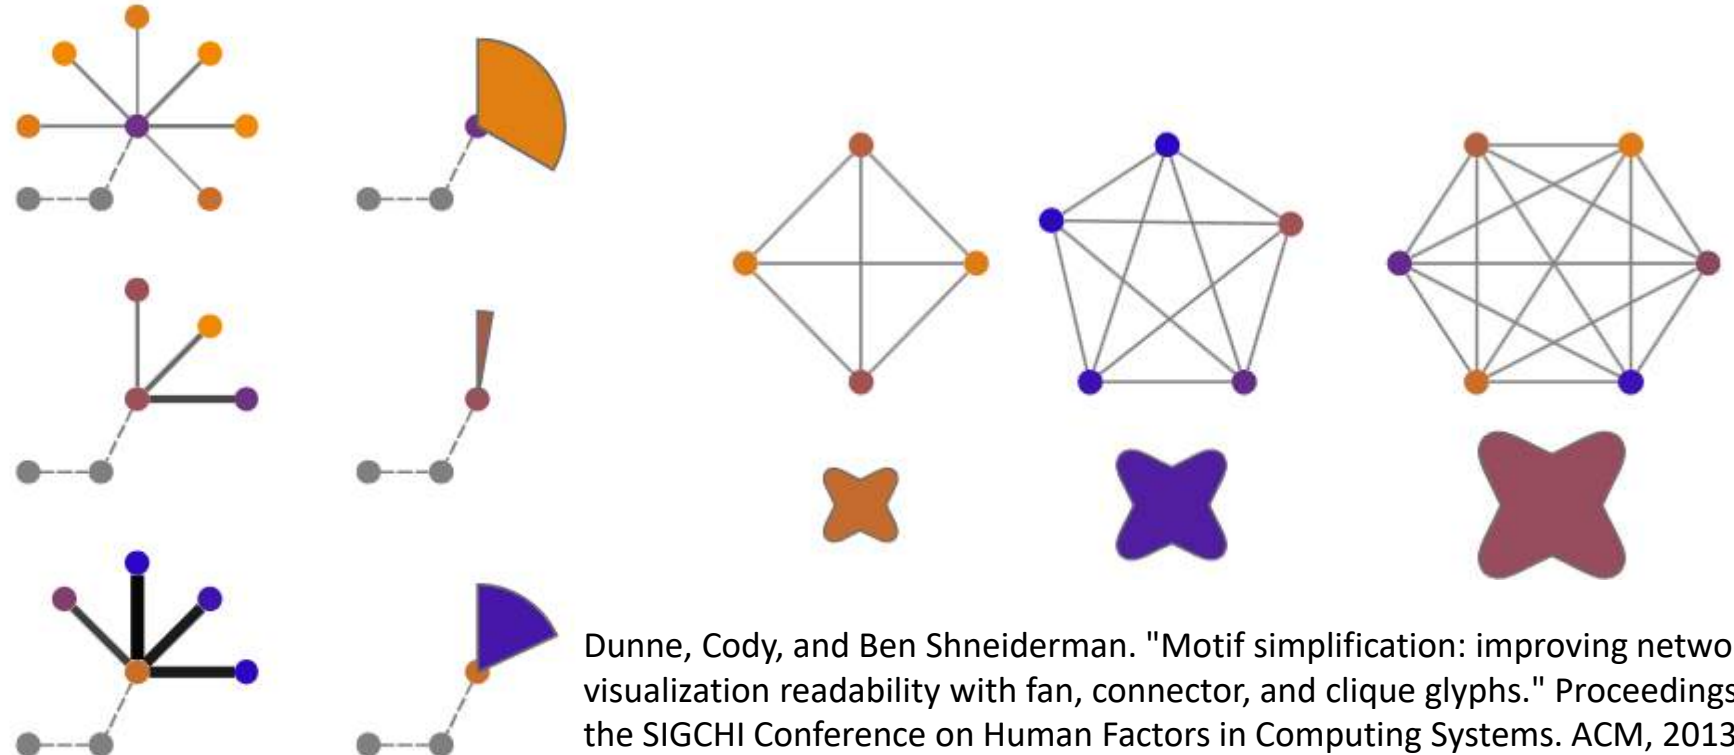 Dunne, Cody, and Ben Shneiderman. "Motif simplification: improving netwo
visualization readability with fan, connector, and clique glyphs." Proceedings
the SIGCHI Conference on Human Factors in Computing Systems. ACM, 2013